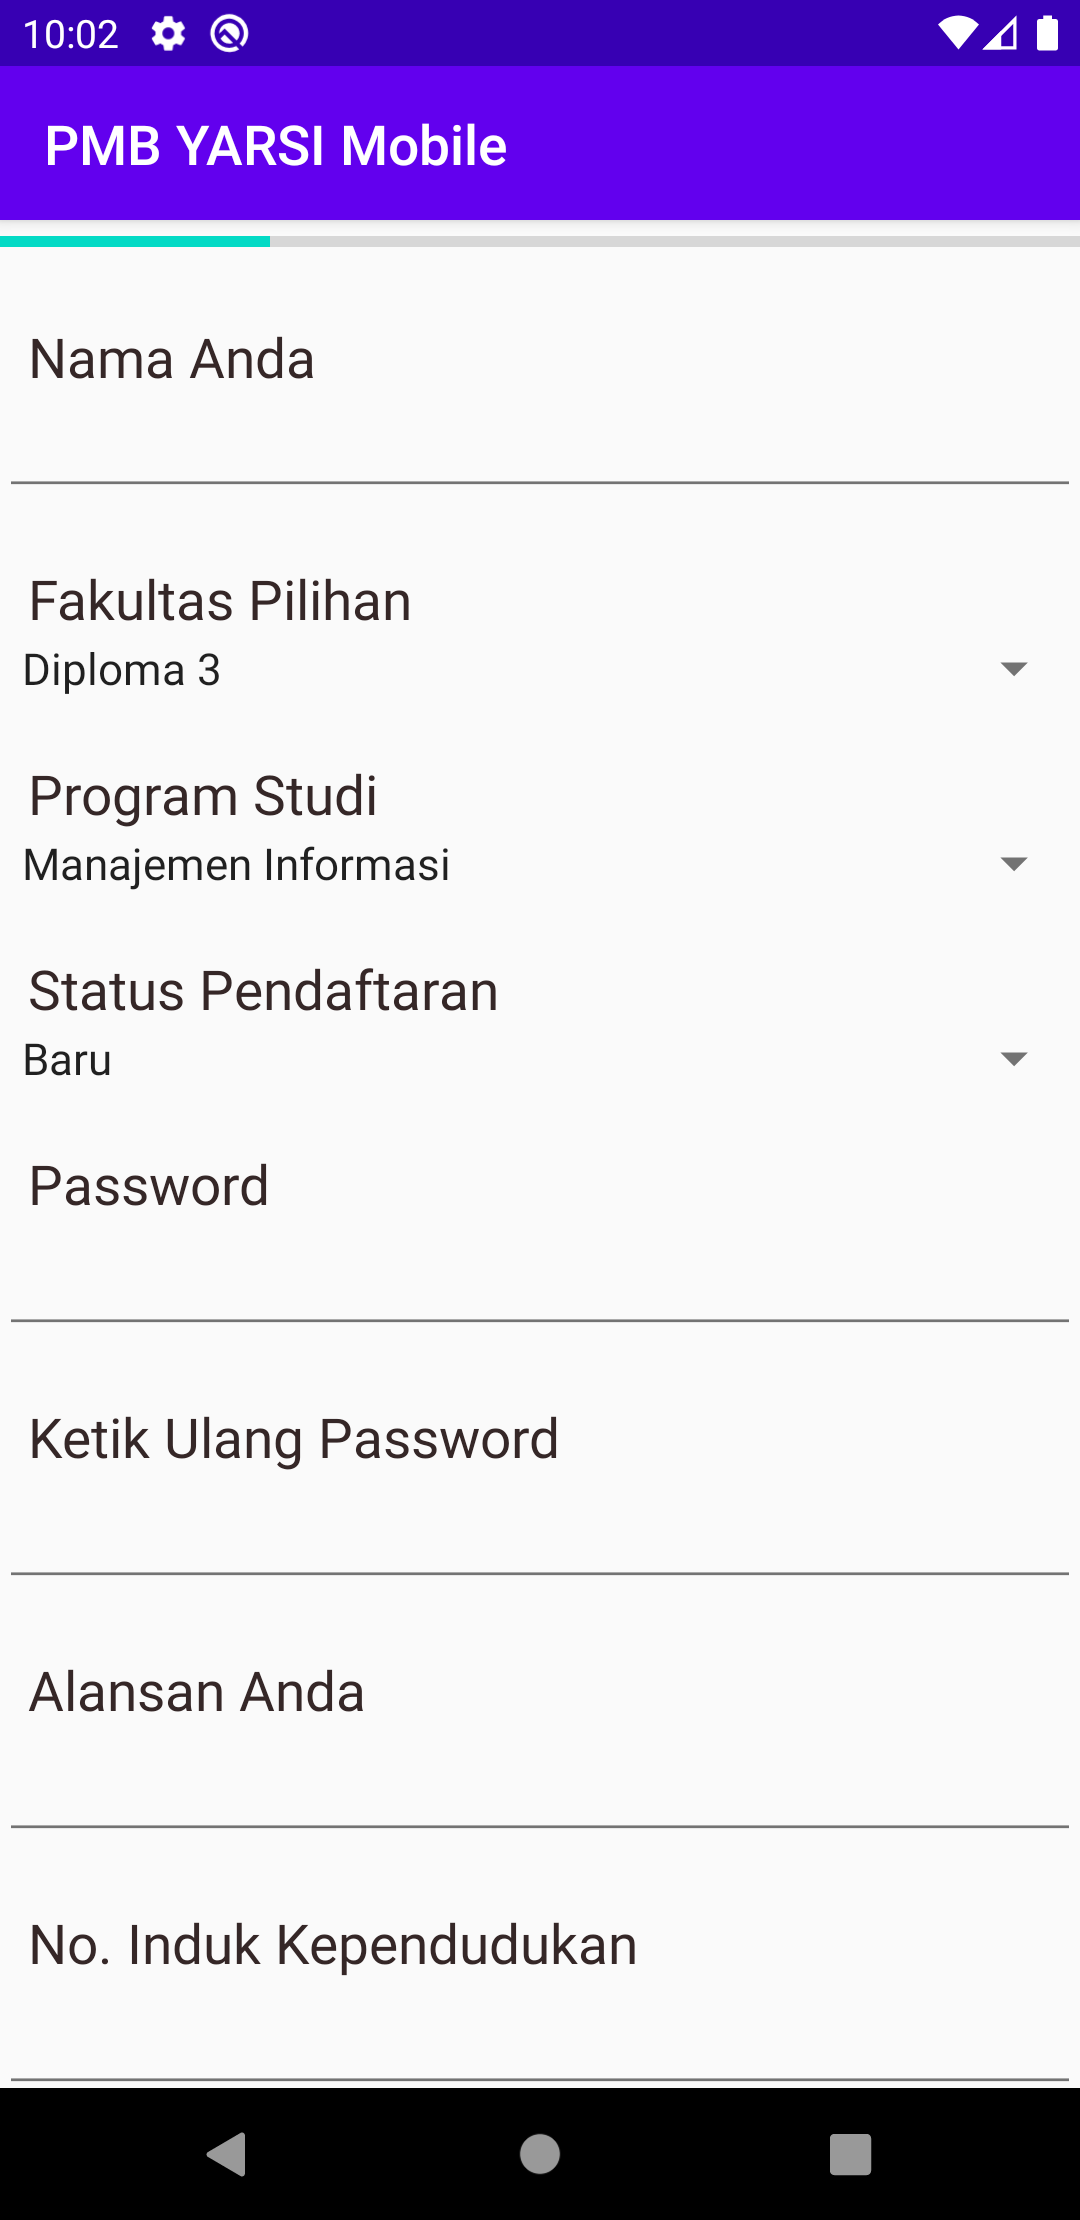 10:02
PMB YARSI Mobile
Nama Anda
Fakultas Pilihan
Diploma 3
Program Studi
Manajemen Informasi
Status Pendaftaran
Baru
Password
Ketik Ulang Password
Alansan Anda
No. Induk Kependudukan